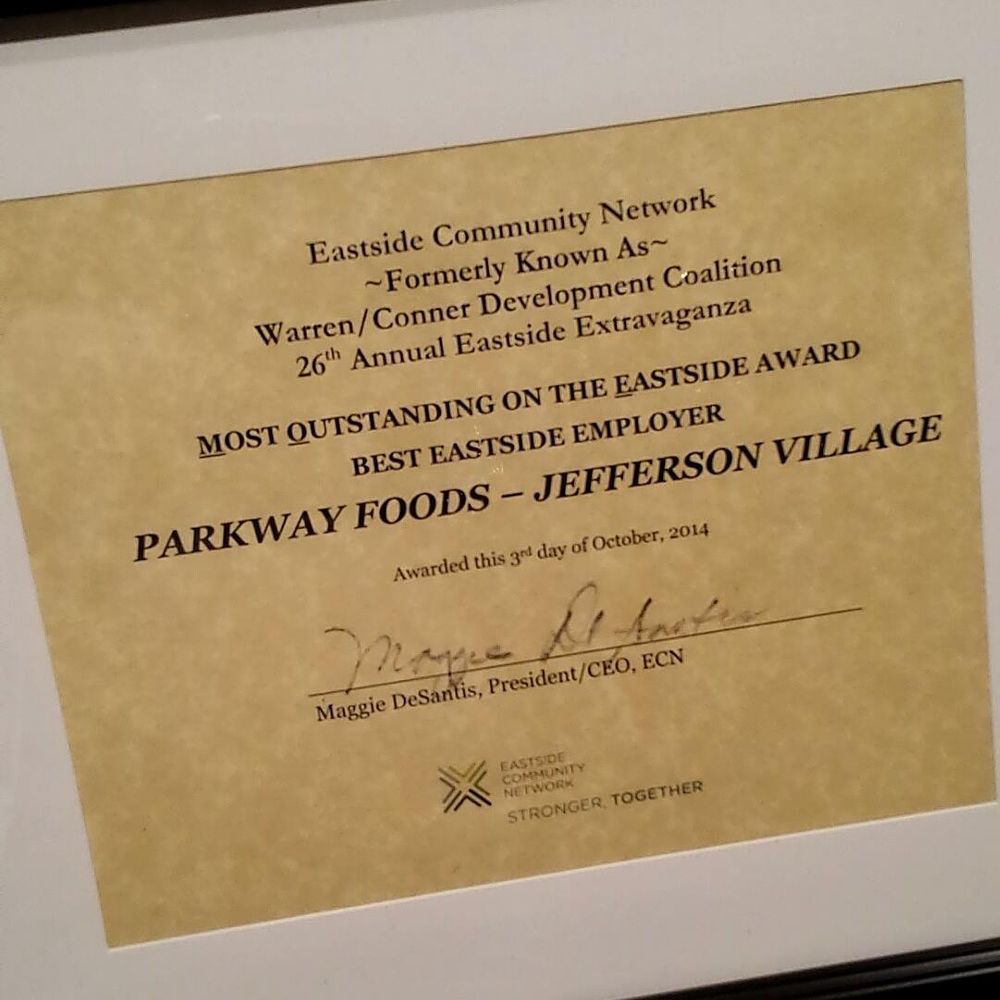 Eastside Community Network
~Formerly Known As~
Warren/Conner Development Coalition
26th Annual Eastside Extravaganza
MOST OUTSTANDING ON THE EASTSIDE AWARD
BEST EASTSIDE EMPLOYER
PARKWAY FOODS – JEFFERSON VILLAGE
Awarded this 3rd day of October, 2014
Maggie DeSantis
Maggie DeSantis, President/CEO, ECN
EASTSIDE
COMMUNITY
NETWORK
STRONGER, TOGETHER